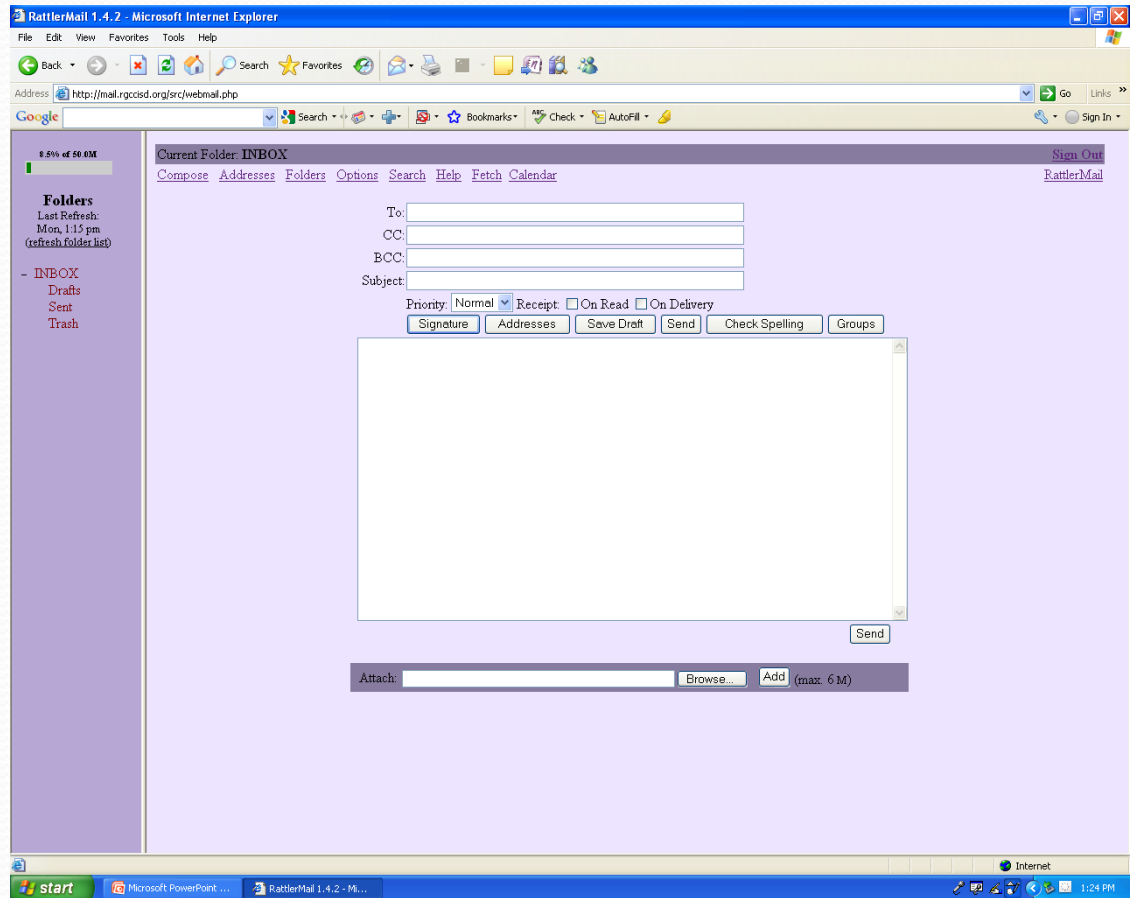 RattlerMail 1.4.2 - Microsoft Internet Explorer
File Edit View Favorites Tools Help
Back Search Favorites
Address http://mail.rgccisd.org/src/webmail.php Go Links »
Google Search Bookmarks ABC Check AutoFill Sign In
8.5% of 50.0M
Current Folder: INBOX Sign Out
Compose Addresses Folders Options Search Help Fetch Calendar RattlerMail
Folders
Last Refresh:
Mon, 1:15 pm
(refresh folder list)
- INBOX
Drafts
Sent
Trash
To:
CC:
BCC:
Subject:
Priority: Normal Receipt: On Read On Delivery
Signature Addresses Save Draft Send Check Spelling Groups
Send
Attach: Browse... Add (max. 6 M)
Internet
start Microsoft PowerPoint ... RattlerMail 1.4.2 - Mi... 1:24 PM